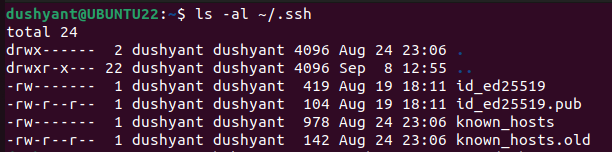 dushyant@UBUNTU22:~$ ls -al ~/.ssh
total 24
drwx------  2 dushyant dushyant 4096 Aug 24 23:06 .
drwxr-x--- 22 dushyant dushyant 4096 Sep  8 12:55 ..
-rw-------  1 dushyant dushyant  419 Aug 19 18:11 id_ed25519
-rw-r--r--  1 dushyant dushyant  104 Aug 19 18:11 id_ed25519.pub
-rw-------  1 dushyant dushyant  978 Aug 24 23:06 known_hosts
-rw-r--r--  1 dushyant dushyant  142 Aug 24 23:06 known_hosts.old